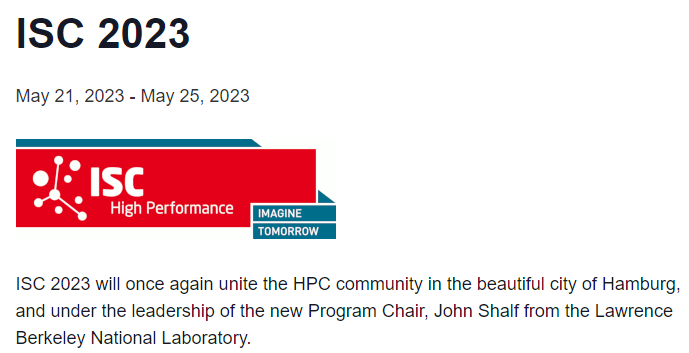 ISC 2023
May 21, 2023 - May 25, 2023
ISC
High Performance
IMAGINE
TOMORROW
ISC 2023 will once again unite the HPC community in the beautiful city of Hamburg,
and under the leadership of the new Program Chair, John Shalf from the Lawrence
Berkeley National Laboratory.